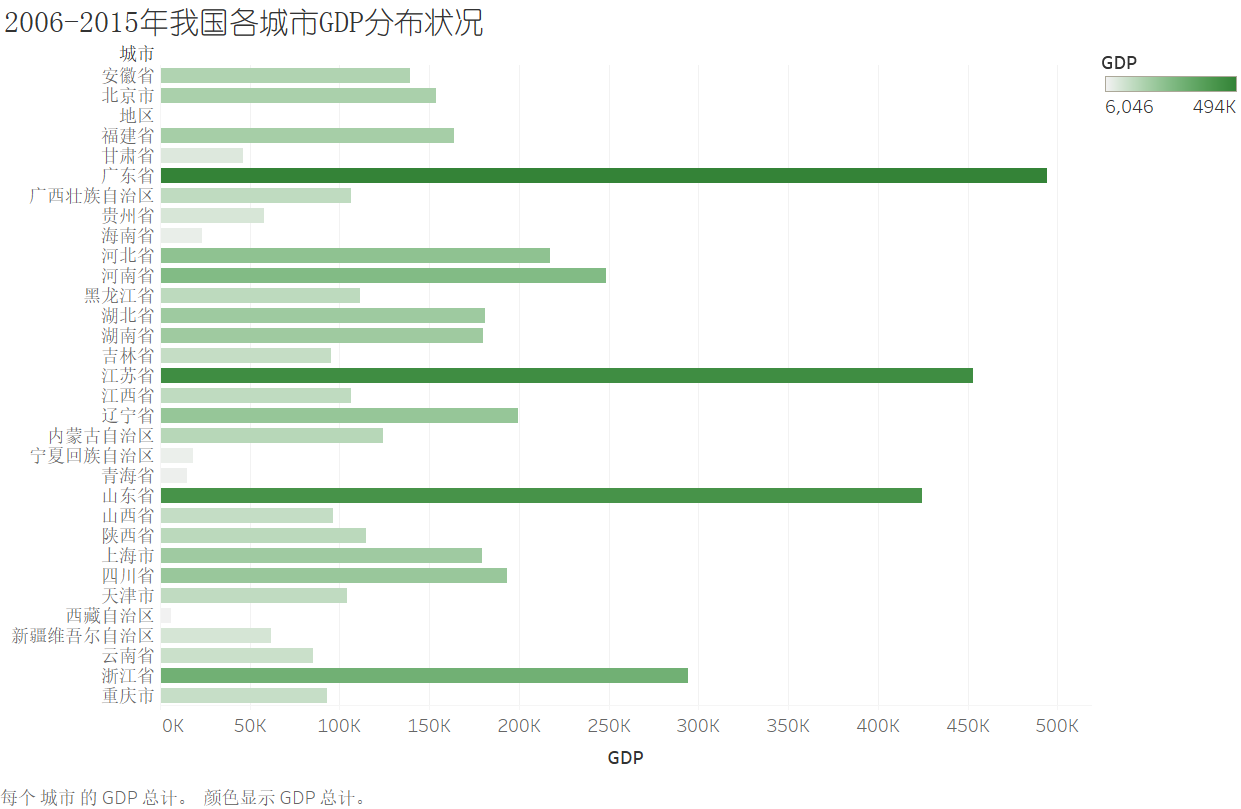 2006-2015年我国各城市GDP分布状况
城市
安徽省
北京市
地区
福建省
甘肃省
广东省
广西壮族自治区
贵州省
海南省
河北省
河南省
黑龙江省
湖北省
湖南省
吉林省
江苏省
江西省
辽宁省
内蒙古自治区
宁夏回族自治区
青海省
山东省
山西省
陕西省
上海市
四川省
天津市
西藏自治区
新疆维吾尔自治区
云南省
浙江省
重庆市
0K 50K 100K 150K 200K 250K 300K 350K 400K 450K 500K
GDP
GDP
6,046 494K
每个 城市 的 GDP 总计。 颜色显示 GDP 总计。